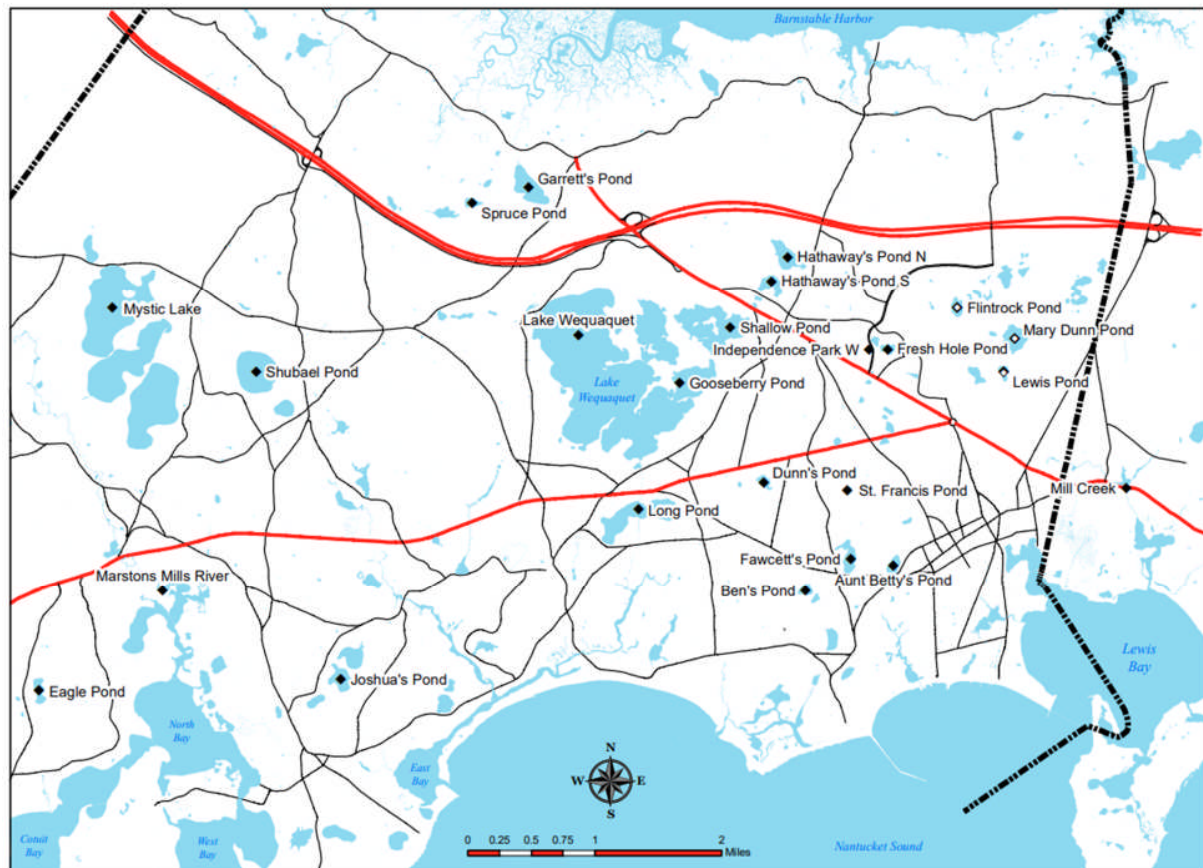 Barnstable Harbor
Garrett's Pond
Spruce Pond
Hathaway's Pond N
Hathaway's Pond S
Mystic Lake
Flintrock Pond
Lake Wequaquet
Shallow Pond
Mary Dunn Pond
Independence Park W
Fresh Hole Pond
Shubael Pond
Lake
Wequaquet
Gooseberry Pond
Lewis Pond
Dunn's Pond
St. Francis Pond
Mill Creek
Long Pond
Fawcett's Pond
Marstons Mills River
Aunt Betty's Pond
Ben's Pond
Lewis
Bay
Joshua's Pond
Eagle Pond
North
Bay
N
W E
S
East
Bay
0 0.25 0.5 0.75 1 2
Miles
Cotuit
Bay
West
Bay
Nantucket Sound